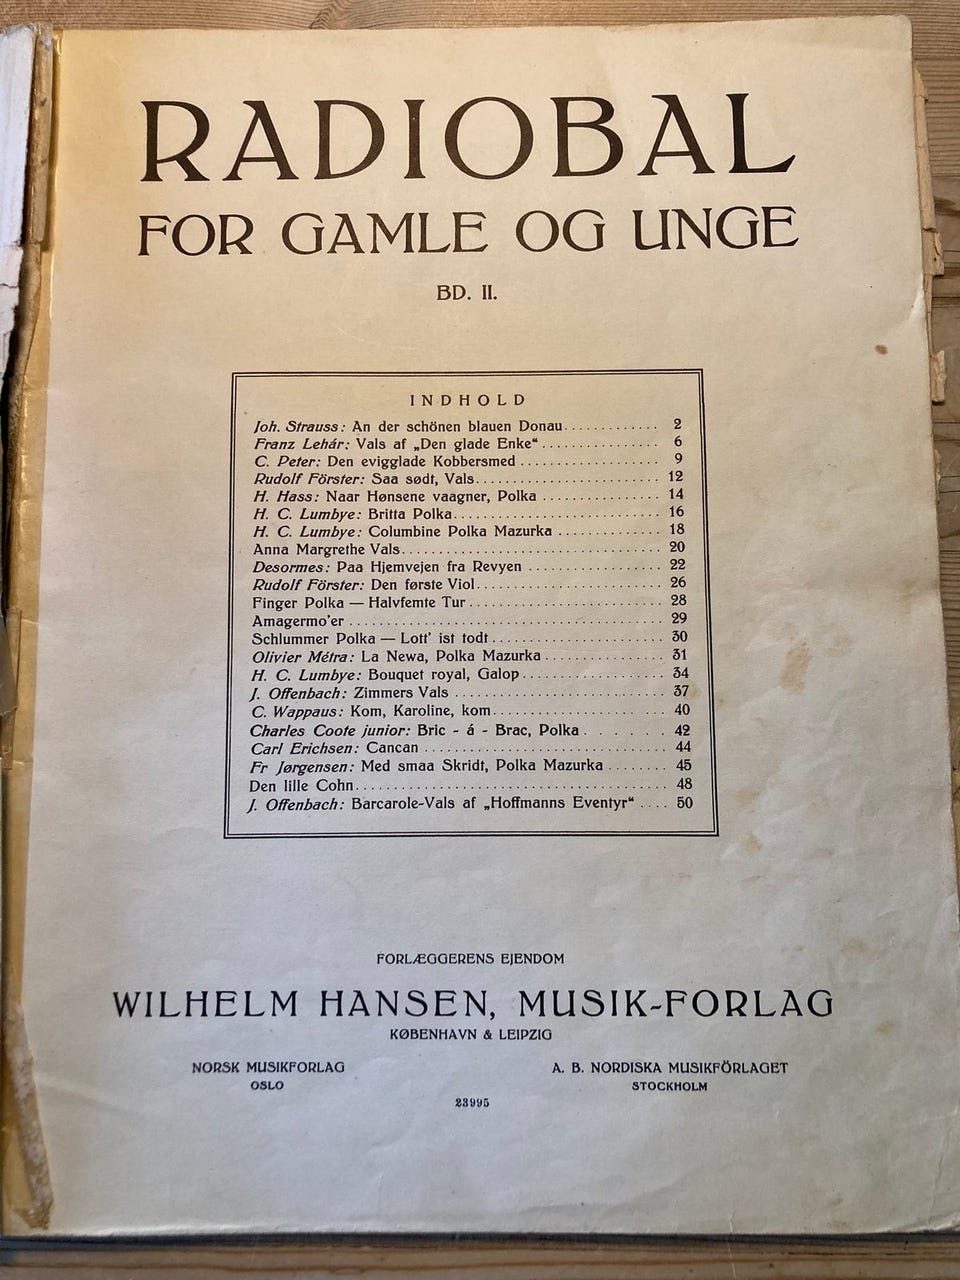 RADIOBAL
FOR GAMLE OG UNGE
BD. II.
INDHOLD
Joh. Strauss: An der schönen blauen Donau............. 2
Franz Lehár: Vals af „Den glade Enke“................ 6
C. Peter: Den evigglade Kobbersmed................... 9
Rudolf Förster: Saa sødt, Vals......................... 12
H. Hass: Naar Hønsene vaagner, Polka................ 14
H. C. Lumbye: Britta Polka............................ 16
H. C. Lumbye: Columbine Polka Mazurka.............. 18
Anna Margrethe Vals.................................. 20
Desormes: Paa Hjemvejen fra Revyen.................. 22
Rudolf Förster: Den første Viol......................... 26
Finger Polka — Halvfemte Tur......................... 28
Amagermo'er........................................ 29
Schlummer Polka — Lott' ist todt...................... 30
Olivier Métra: La Newa, Polka Mazurka............... 31
H. C. Lumbye: Bouquet royal, Galop.................. 34
J. Offenbach: Zimmers Vals........................... 37
C. Wappaus: Kom, Karoline, kom..................... 40
Charles Coote junior: Bric - á - Brac, Polka...... 42
Carl Erichsen: Cancan............................... 44
Fr Jørgensen: Med smaa Skridt, Polka Mazurka........ 45
Den lille Cohn........................................ 48
J. Offenbach: Barcarole-Vals af „Hoffmanns Eventyr“.... 50
FORLÆGGERENS EJENDOM
WILHELM HANSEN, MUSIK-FORLAG
KØBENHAVN & LEIPZIG
NORSK MUSIKFORLAG
OSLO
A. B. NORDISKA MUSIKFÖRLAGET
STOCKHOLM
23995